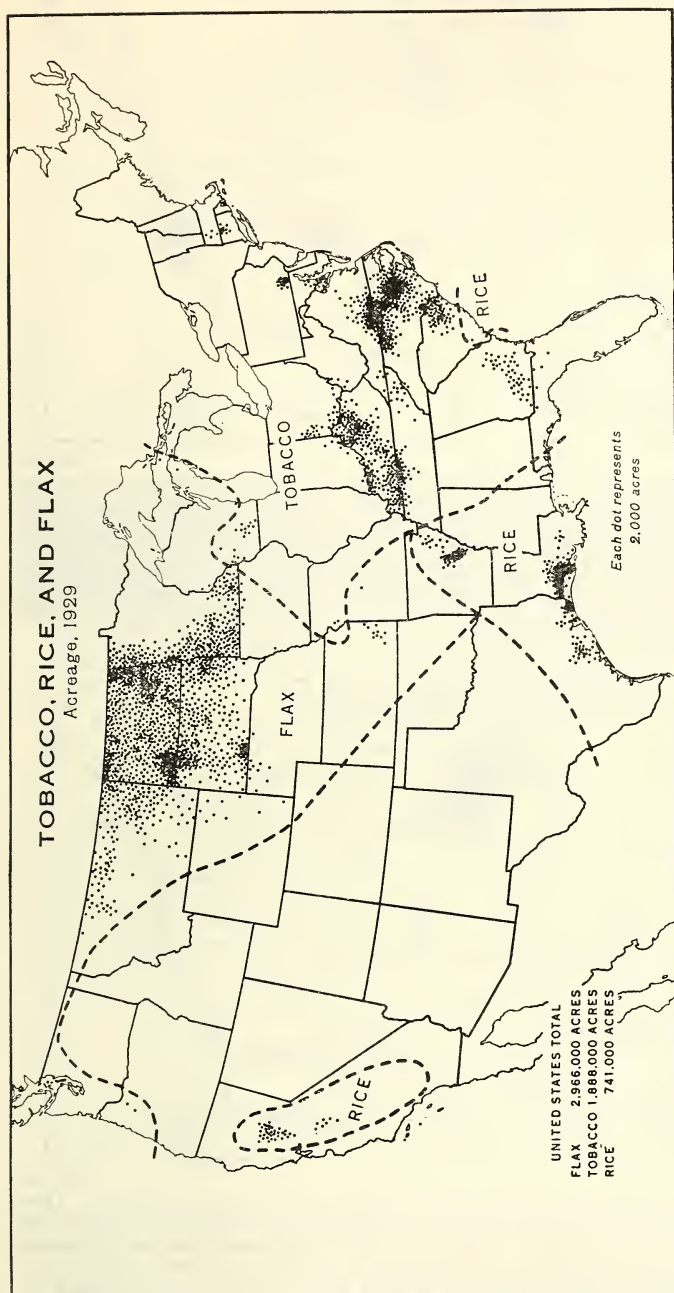 TOBACCO, RICE, AND FLAX
Acreage, 1929
FLAX
TOBACCO
RICE
RICE
RICE
Each dot represents
2,000 acres
UNITED STATES TOTAL
FLAX 2,966,000 ACRES
TOBACCO 1,888,000 ACRES
RICE 741,000 ACRES